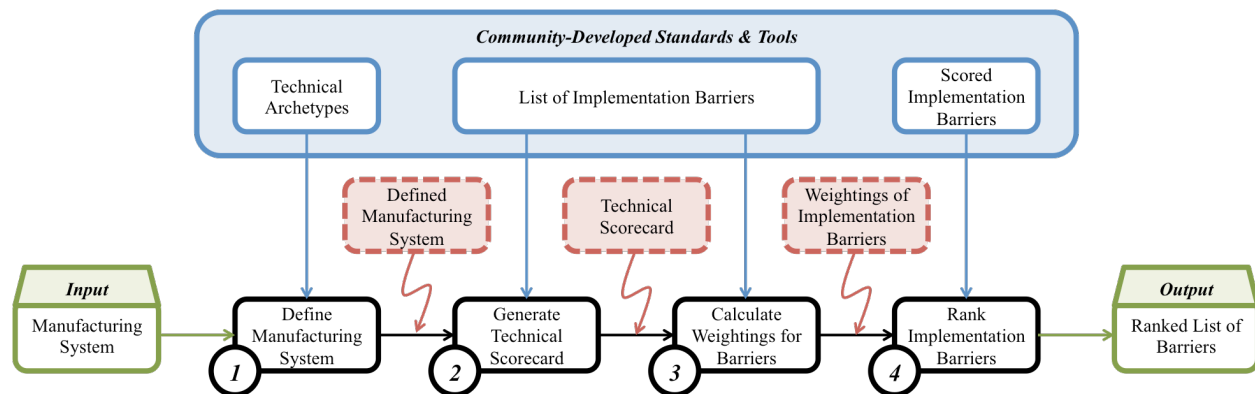 Community-Developed Standards & Tools
Technical
Archetypes
List of Implementation Barriers
Scored
Implementation
Barriers
Defined
Manufacturing
System
Technical
Scorecard
Weightings of
Implementation
Barriers
Input
Manufacturing
System
Define
Manufacturing
System
1
Generate
Technical
Scorecard
2
Calculate
Weightings for
Barriers
3
Rank
Implementation
Barriers
4
Output
Ranked List of
Barriers